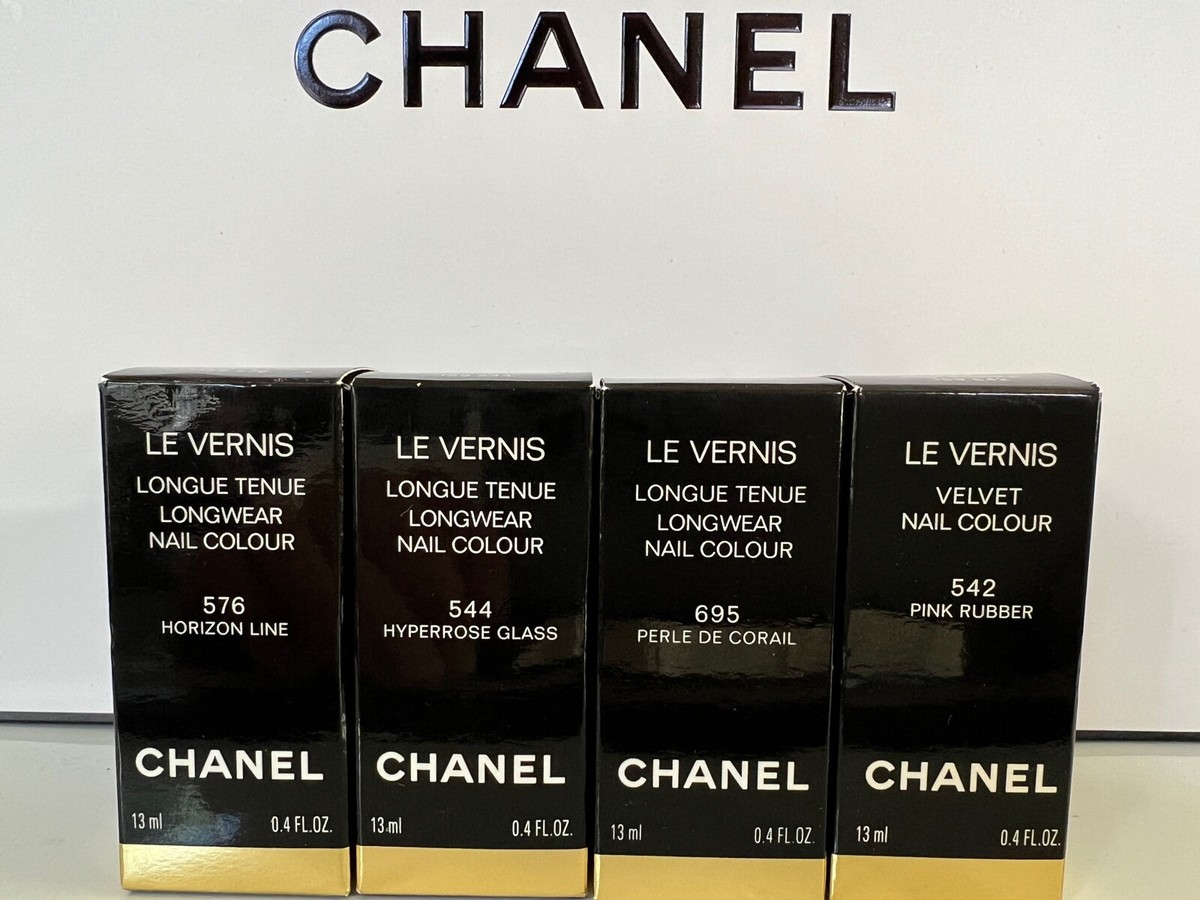 CHANEL
LE VERNIS
LONGUE TENUE
LONGWEAR
NAIL COLOUR
576
HORIZON LINE
CHANEL
13 ml 0.4 FL.OZ.
LE VERNIS
LONGUE TENUE
LONGWEAR
NAIL COLOUR
544
HYPERROSE GLASS
CHANEL
13 ml 0.4 FL.OZ.
LE VERNIS
LONGUE TENUE
LONGWEAR
NAIL COLOUR
695
PERLE DE CORAIL
CHANEL
13 ml 0.4 FL.OZ.
LE VERNIS
VELVET
NAIL COLOUR
542
PINK RUBBER
CHANEL
13 ml 0.4 FL.OZ.